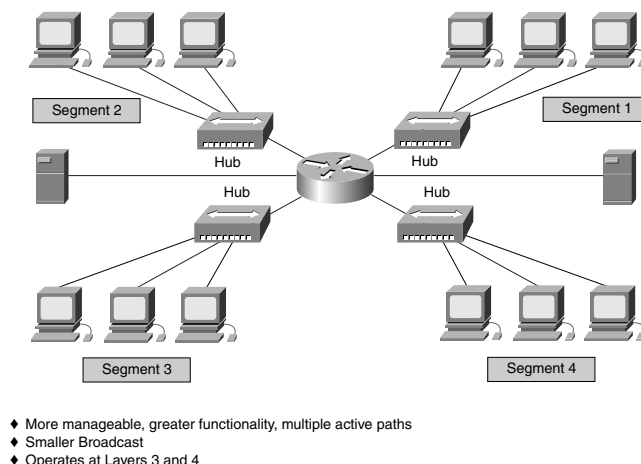 Segment 2
Segment 1
Hub
Hub
Hub
Hub
Segment 3
Segment 4
♦ More manageable, greater functionality, multiple active paths
♦ Smaller Broadcast
♦ Operates at Layers 3 and 4